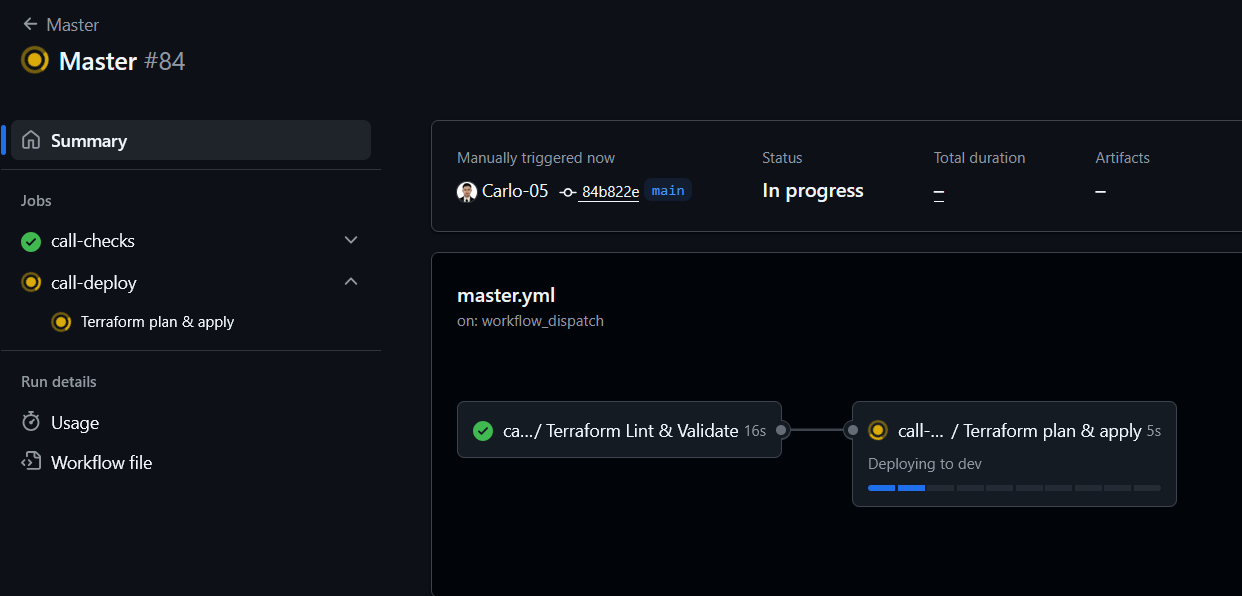 Master
Master #84
Summary
Jobs
call-checks
call-deploy
Terraform plan & apply
Run details
Usage
Workflow file
Manually triggered now
Carlo-05 84b822e main
Status
In progress
Total duration
–
Artifacts
–
master.yml
on: workflow_dispatch
ca.../ Terraform Lint & Validate 16s
call-... / Terraform plan & apply 5s
Deploying to dev